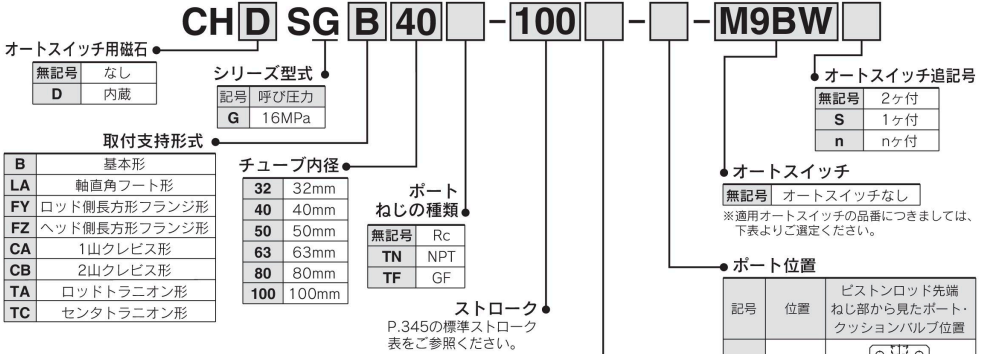 CHD SGB40 -100 - -M9BW
オートスイッチ用磁石
無記号 なし
D 内蔵
シリーズ型式
記号 呼び圧力
G 16MPa
取付支持形式
B 基本形
LA 軸直角フート形
FY ロッド側長方形フランジ形
FZ ヘッド側長方形フランジ形
CA 1山クレビス形
CB 2山クレビス形
TA ロッドトラニオン形
TC センタトラニオン形
チューブ内径
32 32mm
40 40mm
50 50mm
63 63mm
80 80mm
100 100mm
ポート
ねじの種類
無記号 Rc
TN NPT
TF GF
ストローク
P.345の標準ストローク
表をご参照ください。
オートスイッチ追記号
無記号 2ヶ付
S 1ヶ付
n nヶ付
オートスイッチ
無記号 オートスイッチなし
※適用オートスイッチの品番につきましては、
下表よりご選定ください。
ポート位置
記号 位置 ピストンロッド先端
ねじ部から見たポート・
クッションバルブ位置